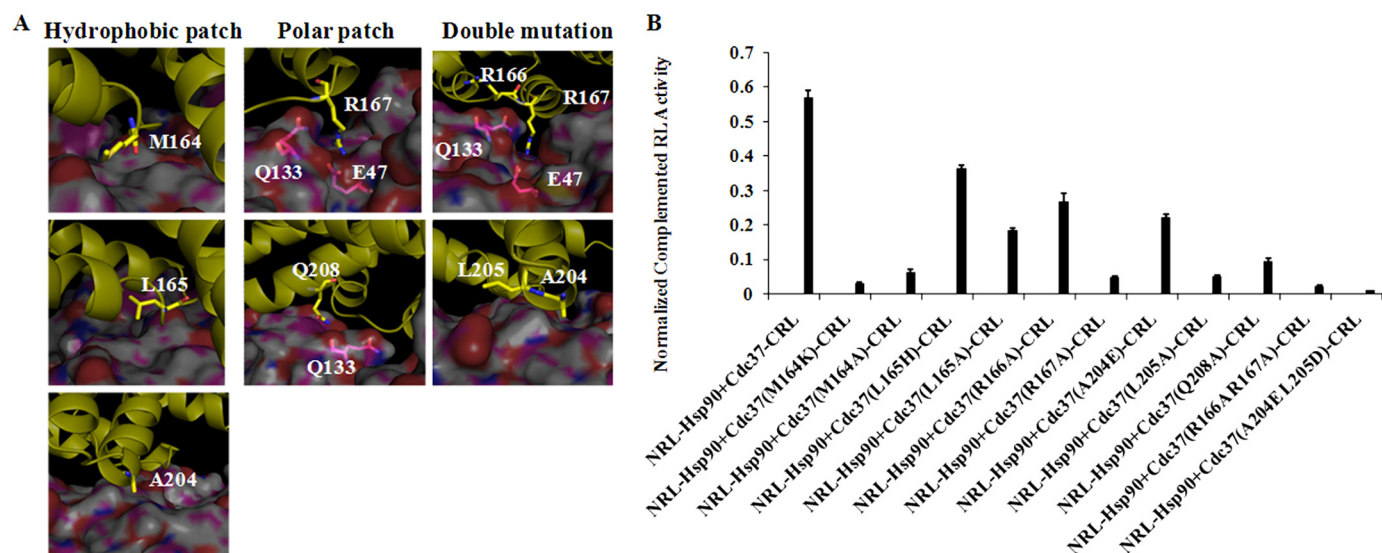 A
Hydrophobic patch
Polar patch
Double mutation
M164
R167
Q133
E47
R166
R167
Q133
E47
L165
Q208
Q133
L205
A204
A204
B
Normalized Complemented RLA activity
0.7
0.6
0.5
0.4
0.3
0.2
0.1
0
NRL-Hsp90+Cdc37-CRL
NRL-Hsp90+Cdc37(M164K)-CRL
NRL-Hsp90+Cdc37(M164A)-CRL
NRL-Hsp90+Cdc37(L165H)-CRL
NRL-Hsp90+Cdc37(L165A)-CRL
NRL-Hsp90+Cdc37(R166A)-CRL
NRL-Hsp90+Cdc37(R167A)-CRL
NRL-Hsp90+Cdc37(A204E)-CRL
NRL-Hsp90+Cdc37(L205A)-CRL
NRL-Hsp90+Cdc37(Q208A)-CRL
NRL-Hsp90+Cdc37(R166AR167A)-CRL
NRL-Hsp90+Cdc37(A204E L205D)-CRL